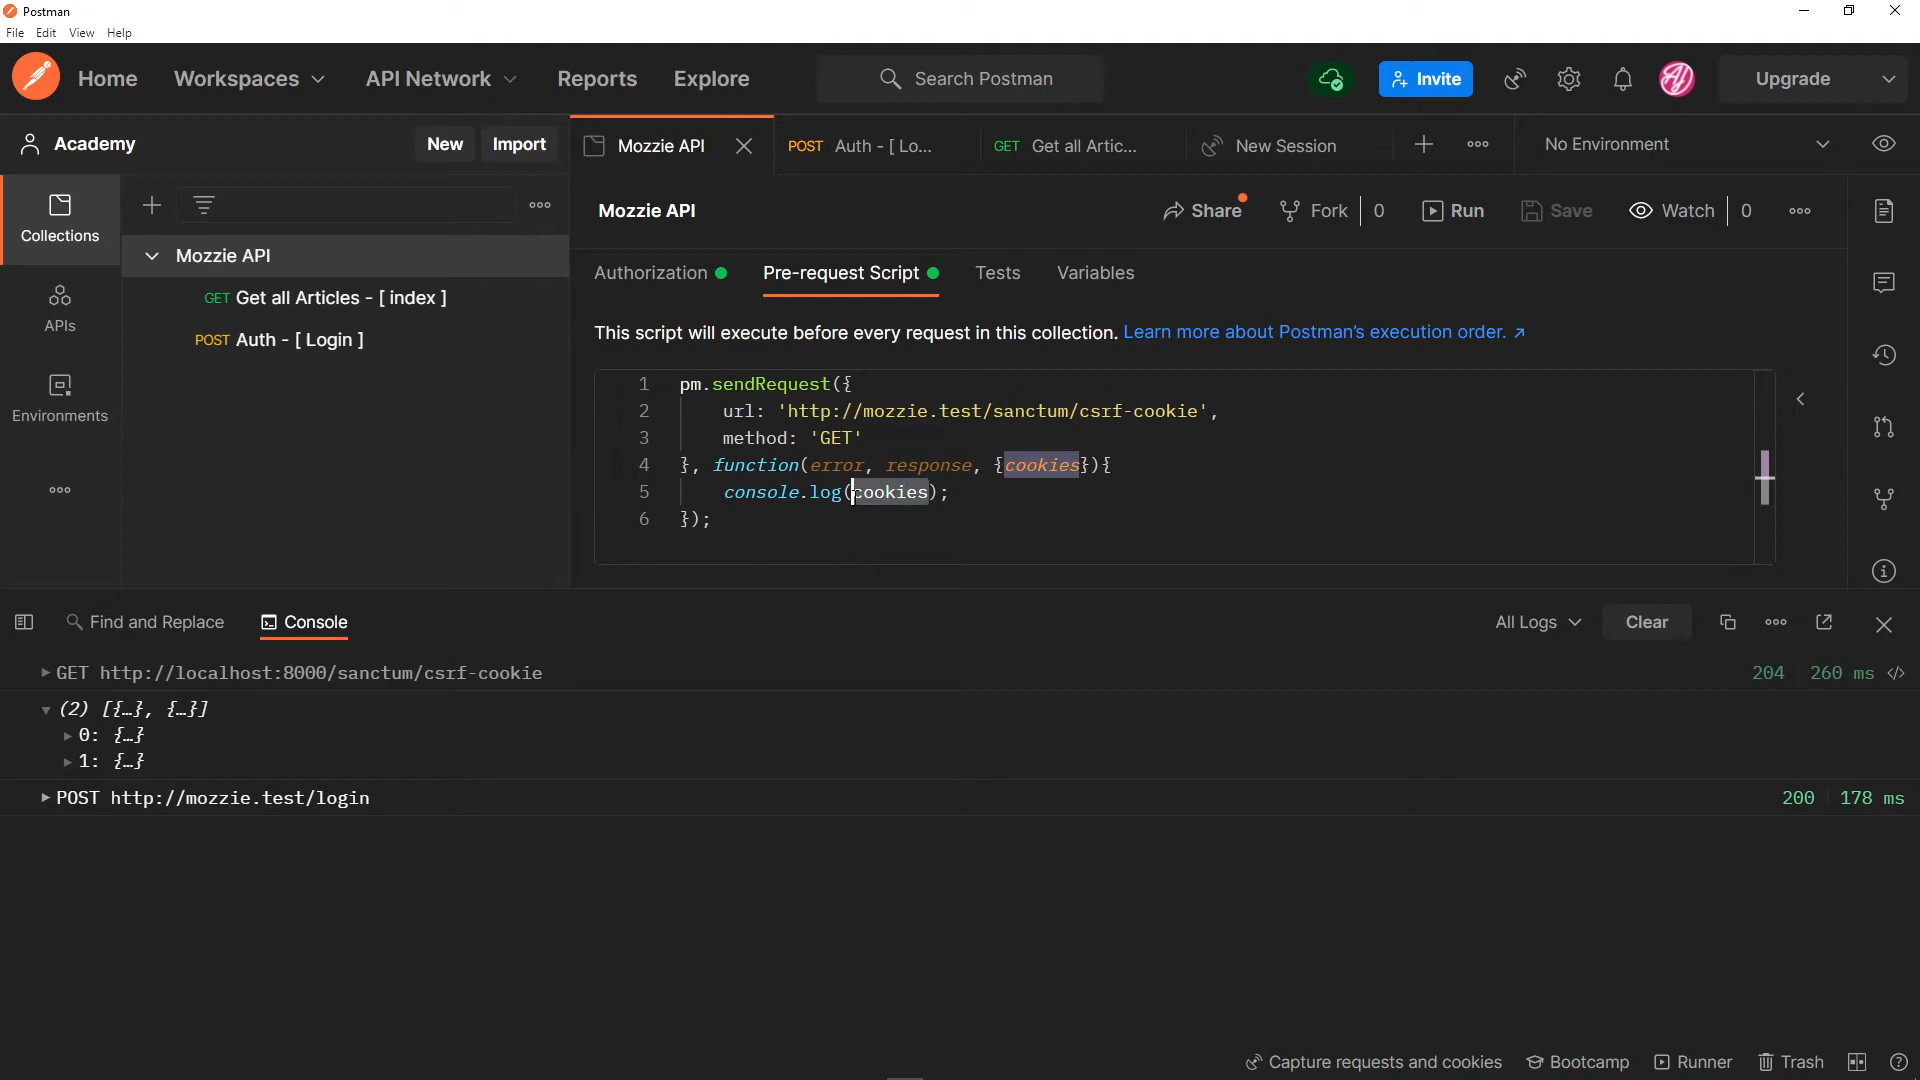 Postman
File Edit View Help
Home Workspaces API Network Reports Explore Search Postman Invite Upgrade
Academy New Import Mozzie API POST Auth - [ Lo... GET Get all Artic... New Session No Environment
Mozzie API Share Fork 0 Run Save Watch 0
Collections
Mozzie API
GET Get all Articles - [ index ]
POST Auth - [ Login ]
APIs
Environments
Authorization Pre-request Script Tests Variables
This script will execute before every request in this collection. Learn more about Postman's execution order. ↗
1 pm.sendRequest({
2 url: 'http://mozzie.test/sanctum/csrf-cookie',
3 method: 'GET'
4 }, function(error, response, {cookies}){
5 console.log(cookies);
6 });
Find and Replace Console All Logs Clear
GET http://localhost:8000/sanctum/csrf-cookie 204 260 ms
(2) [{…}, {…}]
0: {…}
1: {…}
POST http://mozzie.test/login 200 178 ms
Capture requests and cookies Bootcamp Runner Trash